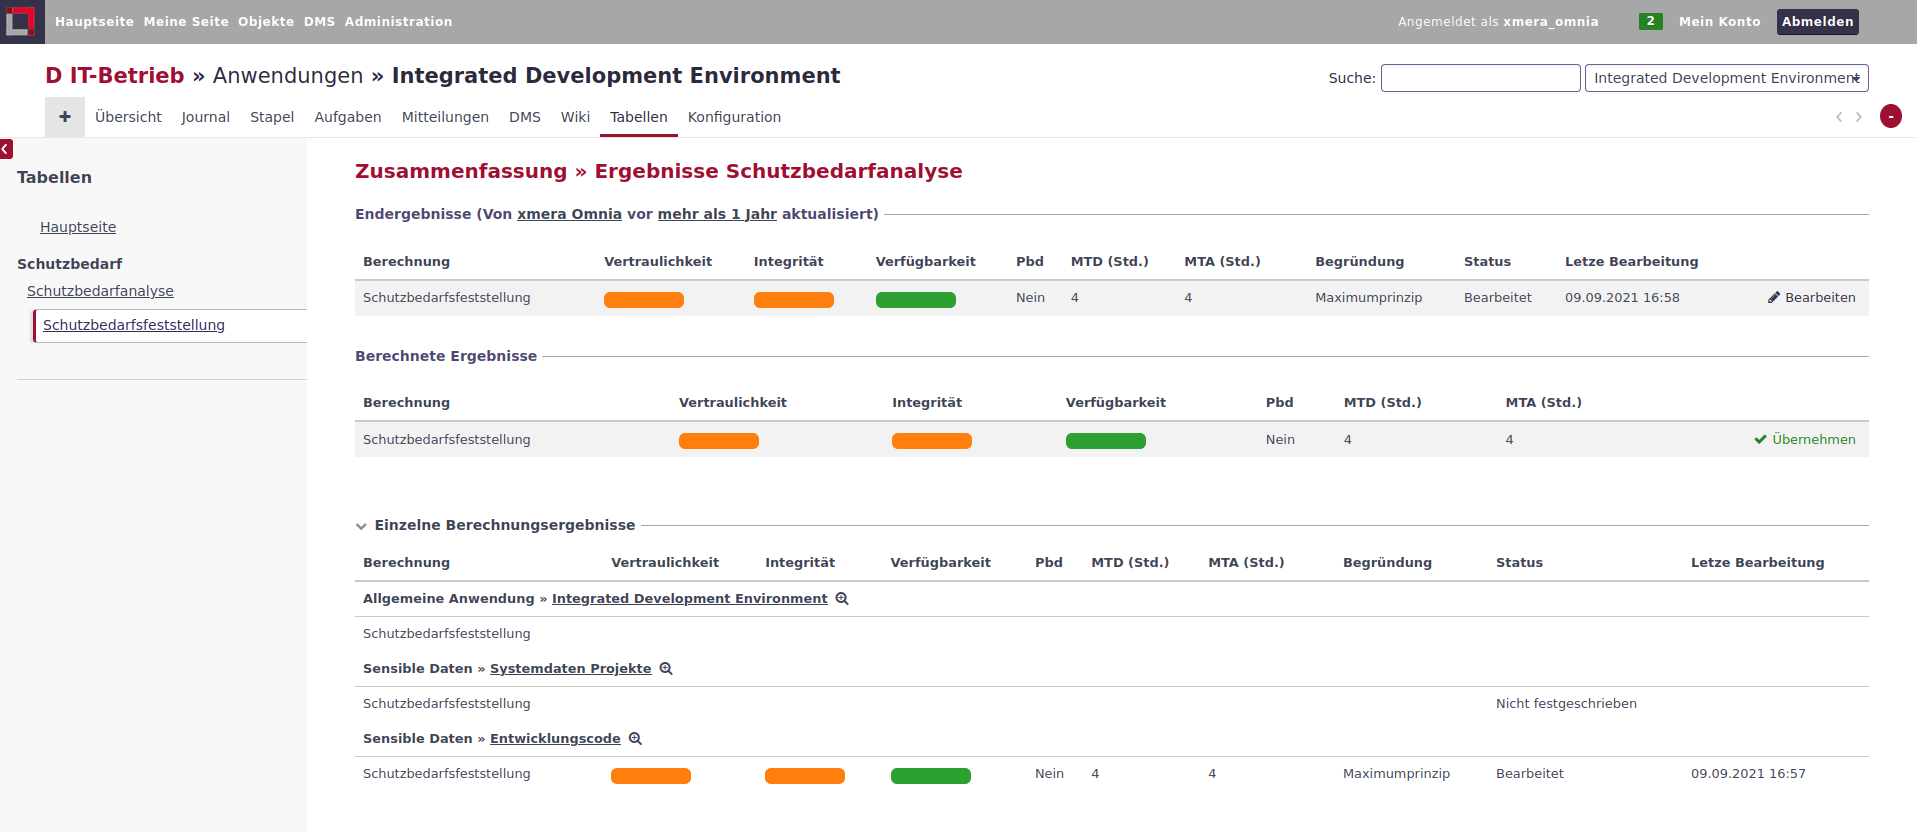 Hauptseite Meine Seite Objekte DMS Administration
Angemeldet als xmera_omnia 2 Mein Konto Abmelden
D IT-Betrieb » Anwendungen » Integrated Development Environment
Suche: Integrated Development Environment
+ Übersicht Journal Stapel Aufgaben Mitteilungen DMS Wiki Tabellen Konfiguration
-
Tabellen
Hauptseite
Schutzbedarf
Schutzbedarfanalyse
Schutzbedarfsfeststellung
Zusammenfassung » Ergebnisse Schutzbedarfanalyse
Endergebnisse (Von xmera Omnia vor mehr als 1 Jahr aktualisiert)
Berechnung Vertraulichkeit Integrität Verfügbarkeit Pbd MTD (Std.) MTA (Std.) Begründung Status Letze Bearbeitung
Schutzbedarfsfeststellung Nein 4 4 Maximumprinzip Bearbeitet 09.09.2021 16:58 Bearbeiten
Berechnete Ergebnisse
Berechnung Vertraulichkeit Integrität Verfügbarkeit Pbd MTD (Std.) MTA (Std.)
Schutzbedarfsfeststellung Nein 4 4 Übernehmen
Einzelne Berechnungsergebnisse
Berechnung Vertraulichkeit Integrität Verfügbarkeit Pbd MTD (Std.) MTA (Std.) Begründung Status Letze Bearbeitung
Allgemeine Anwendung » Integrated Development Environment
Schutzbedarfsfeststellung
Sensible Daten » Systemdaten Projekte
Schutzbedarfsfeststellung Nicht festgeschrieben
Sensible Daten » Entwicklungscode
Schutzbedarfsfeststellung Nein 4 4 Maximumprinzip Bearbeitet 09.09.2021 16:57